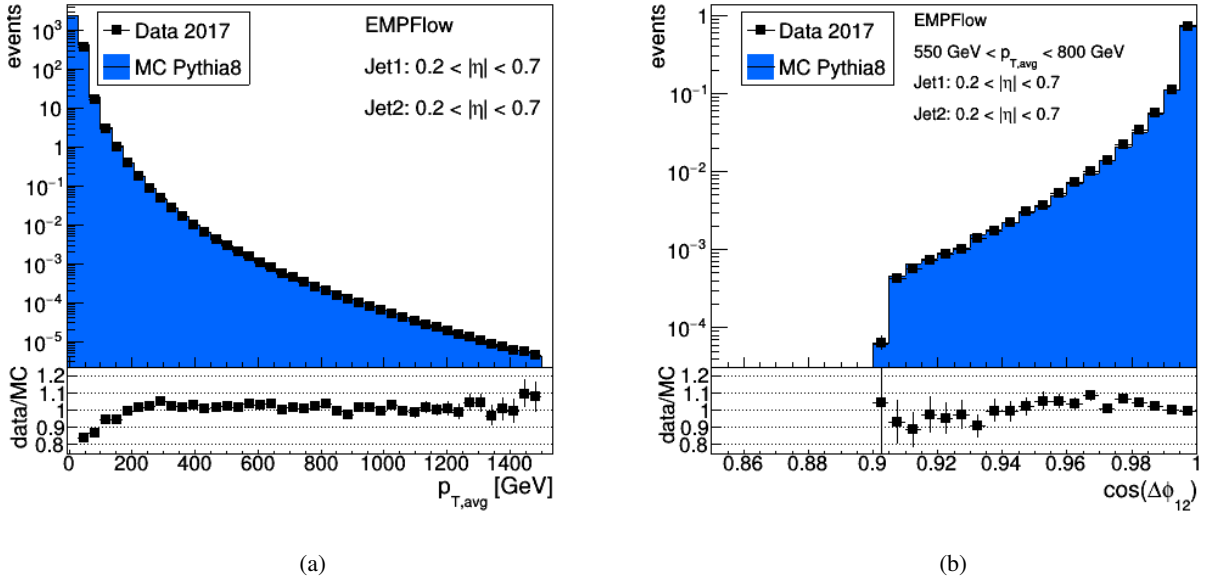 events
10³
10²
10
1
10⁻¹
10⁻²
10⁻³
10⁻⁴
10⁻⁵
Data 2017
MC Pythia8
EMPFlow
Jet1: 0.2 < |η| < 0.7
Jet2: 0.2 < |η| < 0.7
data/MC
1.2
1.1
1
0.9
0.8
0 200 400 600 800 1000 1200 1400
p_T,avg [GeV]
(a)
events
1
10⁻¹
10⁻²
10⁻³
10⁻⁴
Data 2017
MC Pythia8
EMPFlow
550 GeV < p_T,avg < 800 GeV
Jet1: 0.2 < |η| < 0.7
Jet2: 0.2 < |η| < 0.7
data/MC
1.2
1.1
1
0.9
0.8
0.86 0.88 0.9 0.92 0.94 0.96 0.98 1
cos(Δϕ₁₂)
(b)